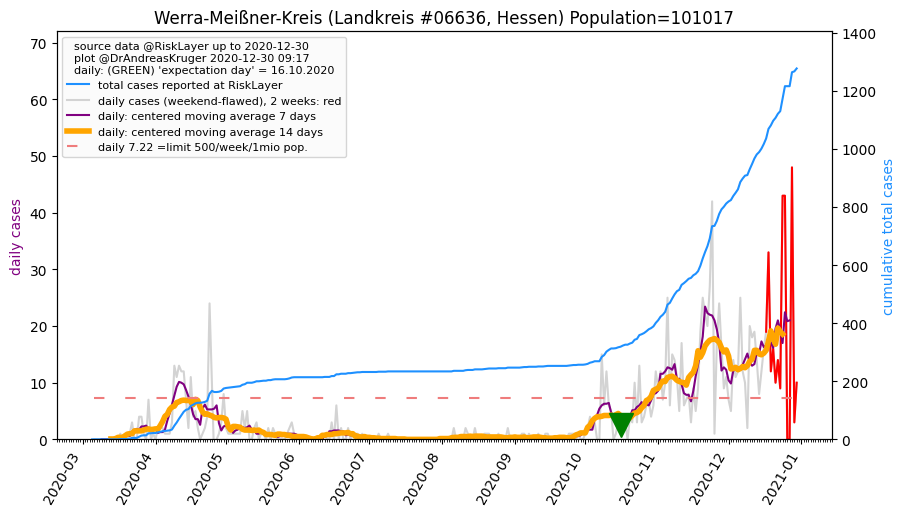 Werra-Meißner-Kreis (Landkreis #06636, Hessen) Population=101017
source data @RiskLayer up to 2020-12-30
plot @DrAndreasKruger 2020-12-30 09:17
daily: (GREEN) 'expectation day' = 16.10.2020
total cases reported at RiskLayer
daily cases (weekend-flawed), 2 weeks: red
daily: centered moving average 7 days
daily: centered moving average 14 days
daily 7.22 =limit 500/week/1mio pop.
daily cases
70
60
50
40
30
20
10
0
cumulative total cases
1400
1200
1000
800
600
400
200
0
2020-03
2020-04
2020-05
2020-06
2020-07
2020-08
2020-09
2020-10
2020-11
2020-12
2021-01